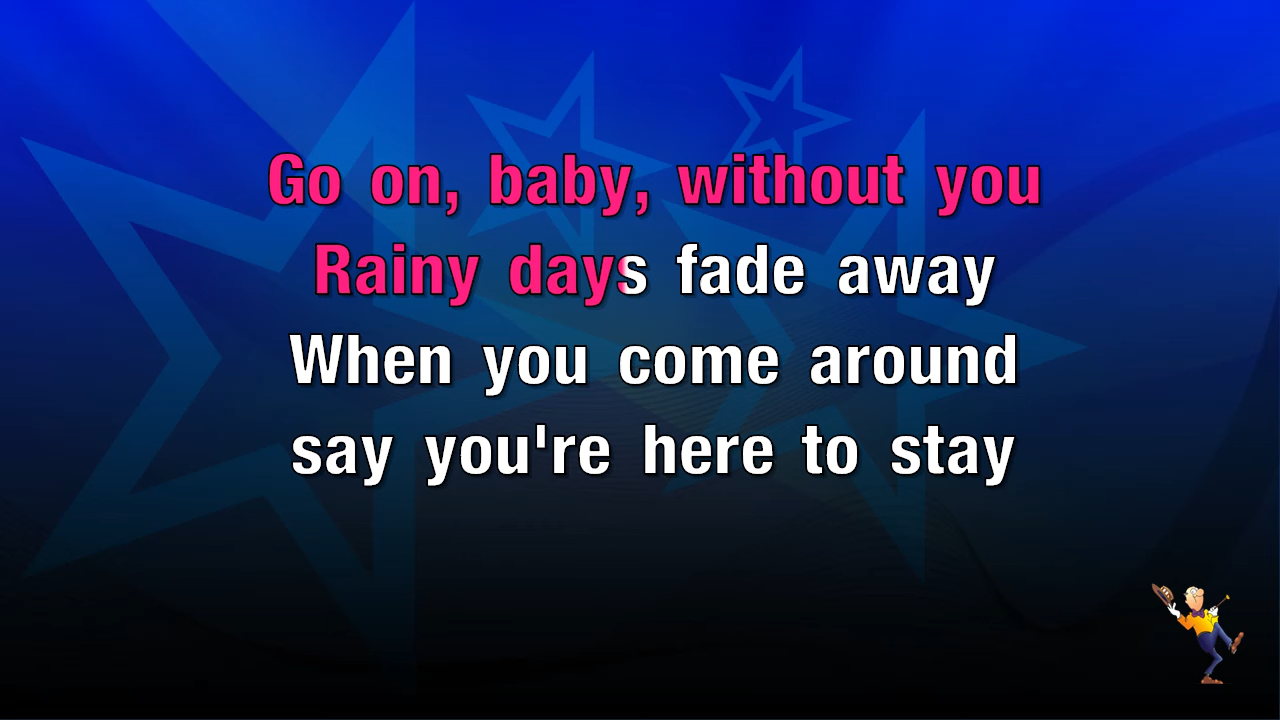 Go on, baby, without you
Rainy days fade away
When you come around
say you're here to stay